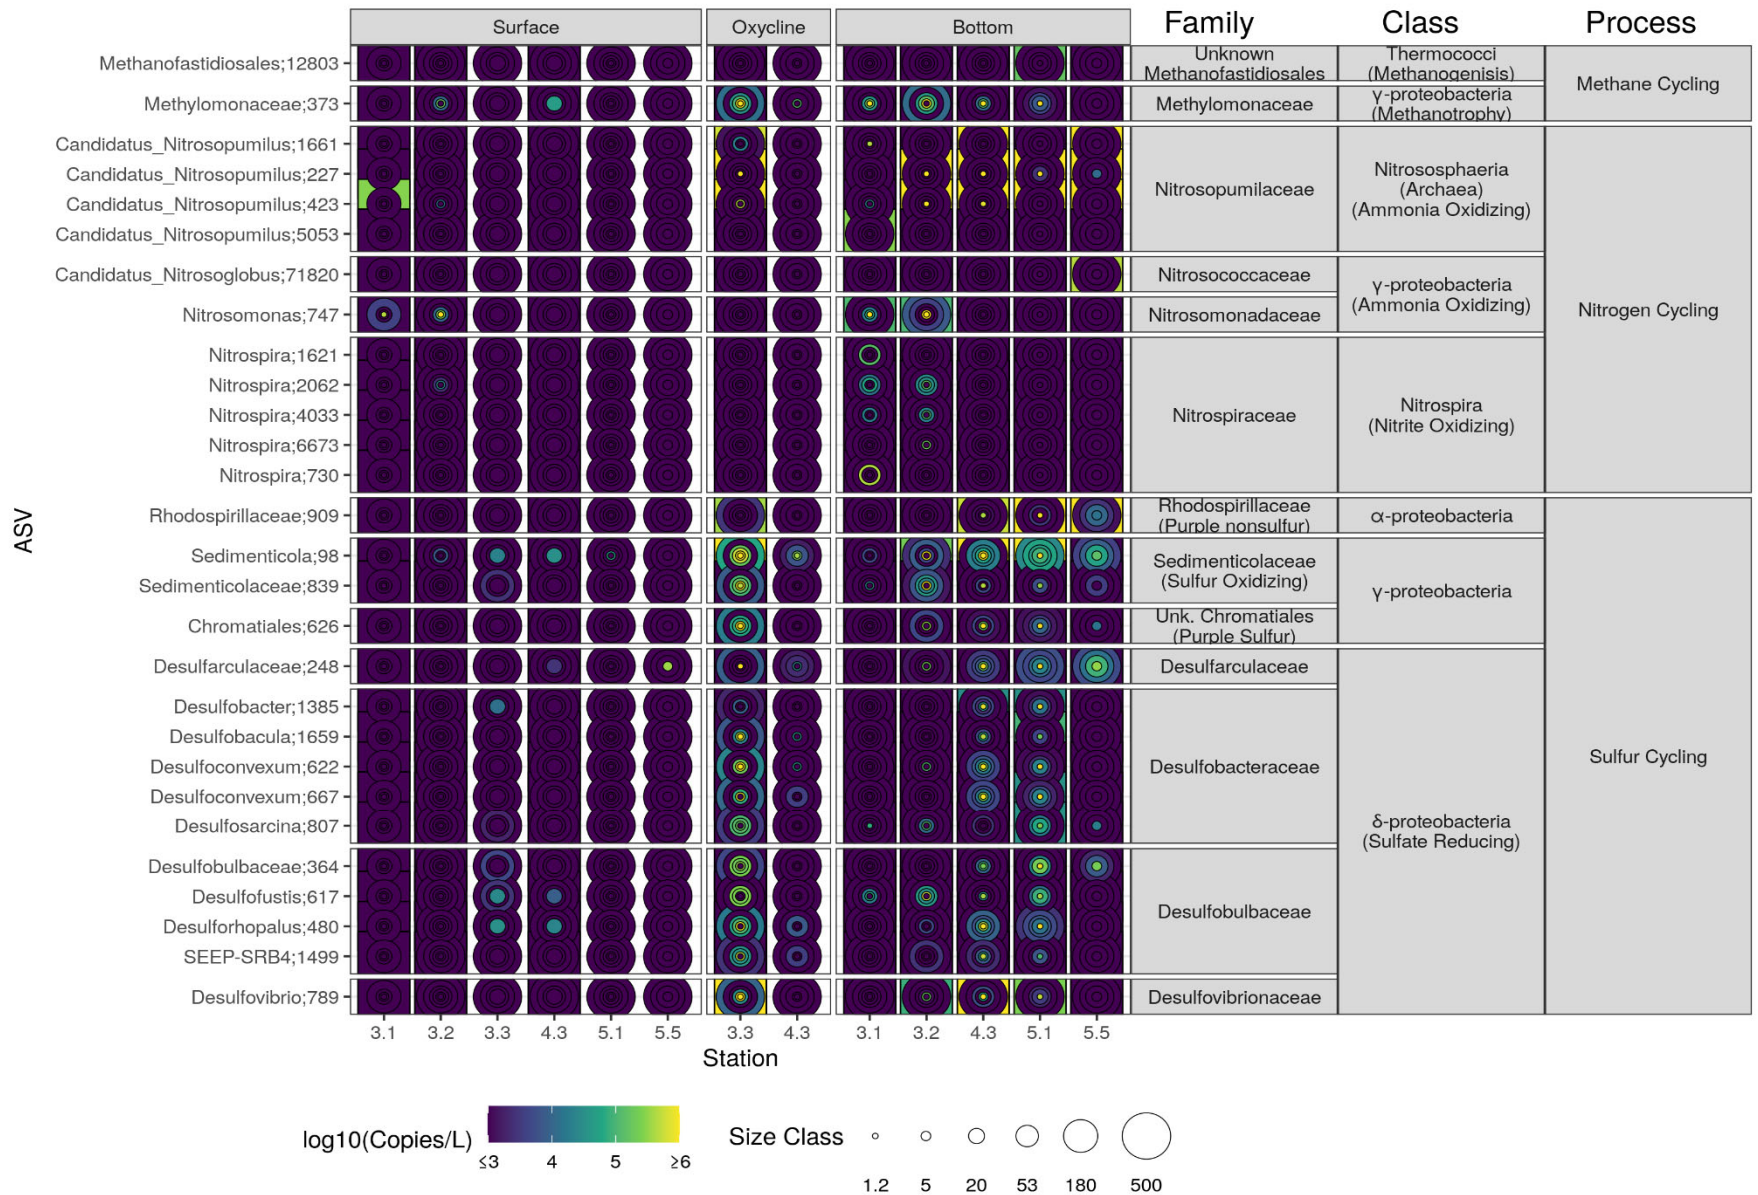 Surface
Oxycline
Bottom
Family
Class
Process
Methanofastidiosales;12803
Methylomonaceae;373
Candidatus_Nitrosopumilus;1661
Candidatus_Nitrosopumilus;227
Candidatus_Nitrosopumilus;423
Candidatus_Nitrosopumilus;5053
Candidatus_Nitrosoglobus;71820
Nitrosomonas;747
Nitrospira;1621
Nitrospira;2062
Nitrospira;4033
Nitrospira;6673
Nitrospira;730
Rhodospirillaceae;909
Sedimenticola;98
Sedimenticolaceae;839
Chromatiales;626
Desulfarculaceae;248
Desulfobacter;1385
Desulfobacula;1659
Desulfoconvexum;622
Desulfoconvexum;667
Desulfosarcina;807
Desulfobulbaceae;364
Desulfofustis;617
Desulforhopalus;480
SEEP-SRB4;1499
Desulfovibrio;789
ASV
Unknown
Methanofastidiosales
Methylomonaceae
Nitrosopumilaceae
Nitrosococcaceae
Nitrosomonadaceae
Nitrospiraceae
Rhodospirillaceae
(Purple nonsulfur)
Sedimenticolaceae
(Sulfur Oxidizing)
Unk. Chromatiales
(Purple Sulfur)
Desulfarculaceae
Desulfobacteraceae
Desulfobulbaceae
Desulfovibrionaceae
Thermococci
(Methanogenisis)
γ-proteobacteria
(Methanotrophy)
Nitrososphaeria
(Archaea)
(Ammonia Oxidizing)
γ-proteobacteria
(Ammonia Oxidizing)
Nitrospira
(Nitrite Oxidizing)
α-proteobacteria
γ-proteobacteria
δ-proteobacteria
(Sulfate Reducing)
Methane Cycling
Nitrogen Cycling
Sulfur Cycling
3.1 3.2 3.3 4.3 5.1 5.5 3.3 4.3 3.1 3.2 4.3 5.1 5.5
Station
log10(Copies/L)
≤3 4 5 ≥6
Size Class
1.2 5 20 53 180 500